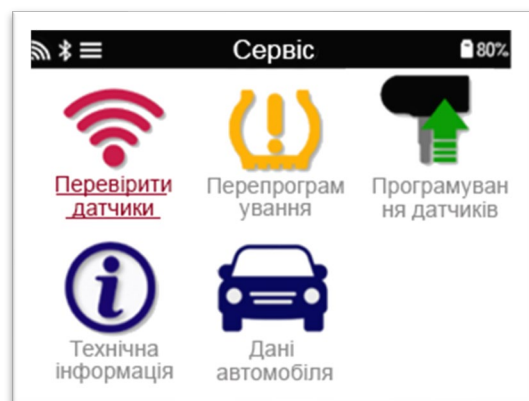 Сервіс 80%
Перевірити
датчики
Перепрограм
ування
Програмуван
ня датчиків
Технічна
інформація
Дані
автомобіля